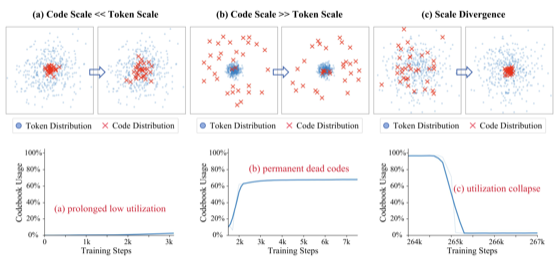 (a) Code Scale << Token Scale
(b) Code Scale >> Token Scale
(c) Scale Divergence
Token Distribution × Code Distribution
Token Distribution × Code Distribution
Token Distribution × Code Distribution
Codebook Usage
100%
80%
60%
40%
20%
0%
(a) prolonged low utilization
0 1k 2k 3k
Training Steps
Codebook Usage
100%
80%
60%
40%
20%
0%
(b) permanent dead codes
2k 3k 4k 5k 6k 7k
Training Steps
Codebook Usage
100%
80%
60%
40%
20%
0%
(c) utilization collapse
264k 265k 266k 267k
Training Steps